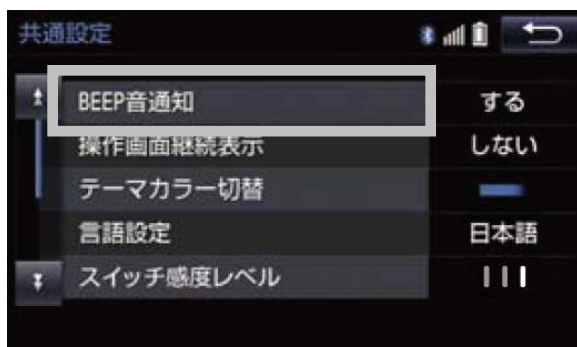 共通設定
BEEP音通知 する
操作画面継続表示 しない
テーマカラー切替
言語設定 日本語
スイッチ感度レベル